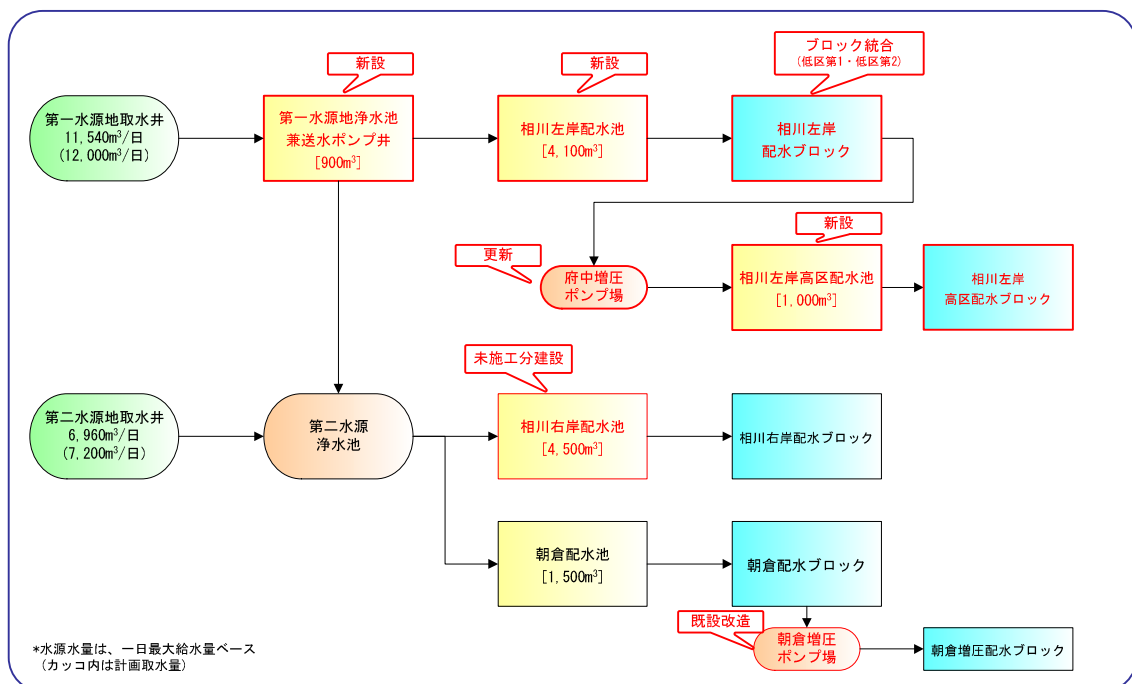 新設
新設
ブロック統合
(低区第1・低区第2)
第一水源地取水井
11,540m³/日
(12,000m³/日)
第一水源地浄水池
兼送水ポンプ井
[900m³]
相川左岸配水池
[4,100m³]
相川左岸
配水ブロック
更新
府中増圧
ポンプ場
新設
相川左岸高区配水池
[1,000m³]
相川左岸
高区配水ブロック
未施工分建設
第二水源地取水井
6,960m³/日
(7,200m³/日)
第二水源
浄水池
相川右岸配水池
[4,500m³]
相川右岸配水ブロック
朝倉配水池
[1,500m³]
朝倉配水ブロック
既設改造
朝倉増圧
ポンプ場
朝倉増圧配水ブロック
*水源水量は、一日最大給水量ベース
(カッコ内は計画取水量)